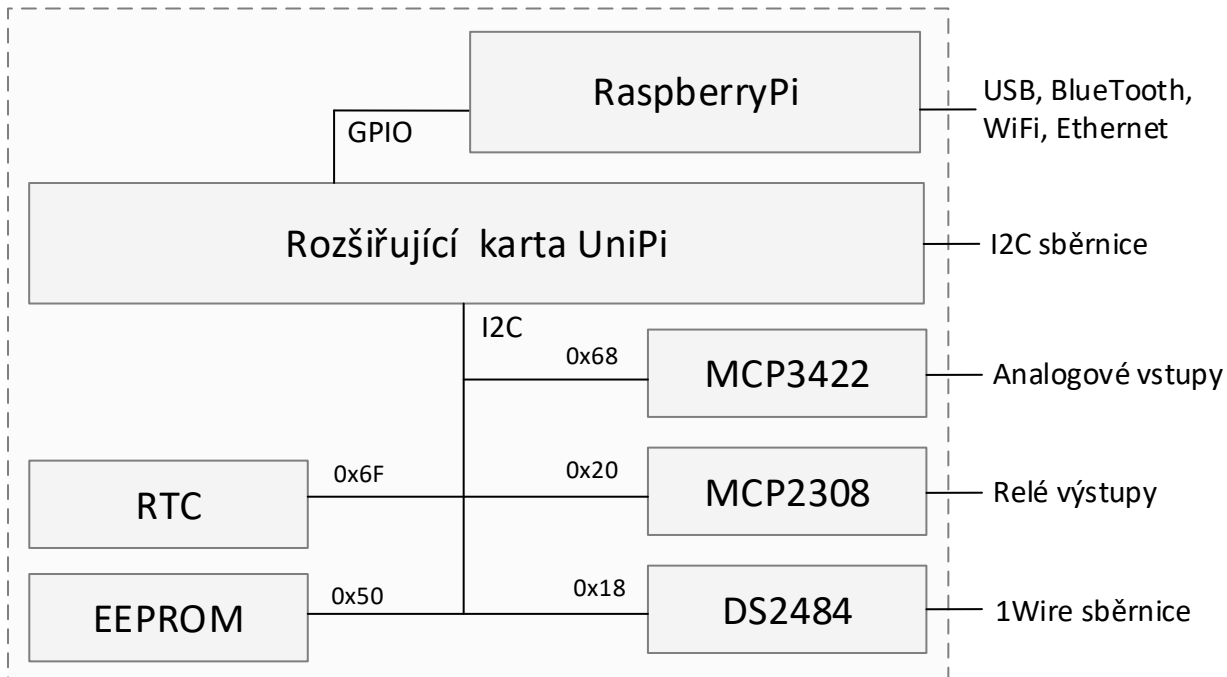 RaspberryPi
USB, BlueTooth,
WiFi, Ethernet
GPIO
Rozšiřující karta UniPi
I2C sběrnice
I2C
0x68
MCP3422
Analogové vstupy
RTC
0x6F
0x20
MCP2308
Relé výstupy
EEPROM
0x50
0x18
DS2484
1Wire sběrnice